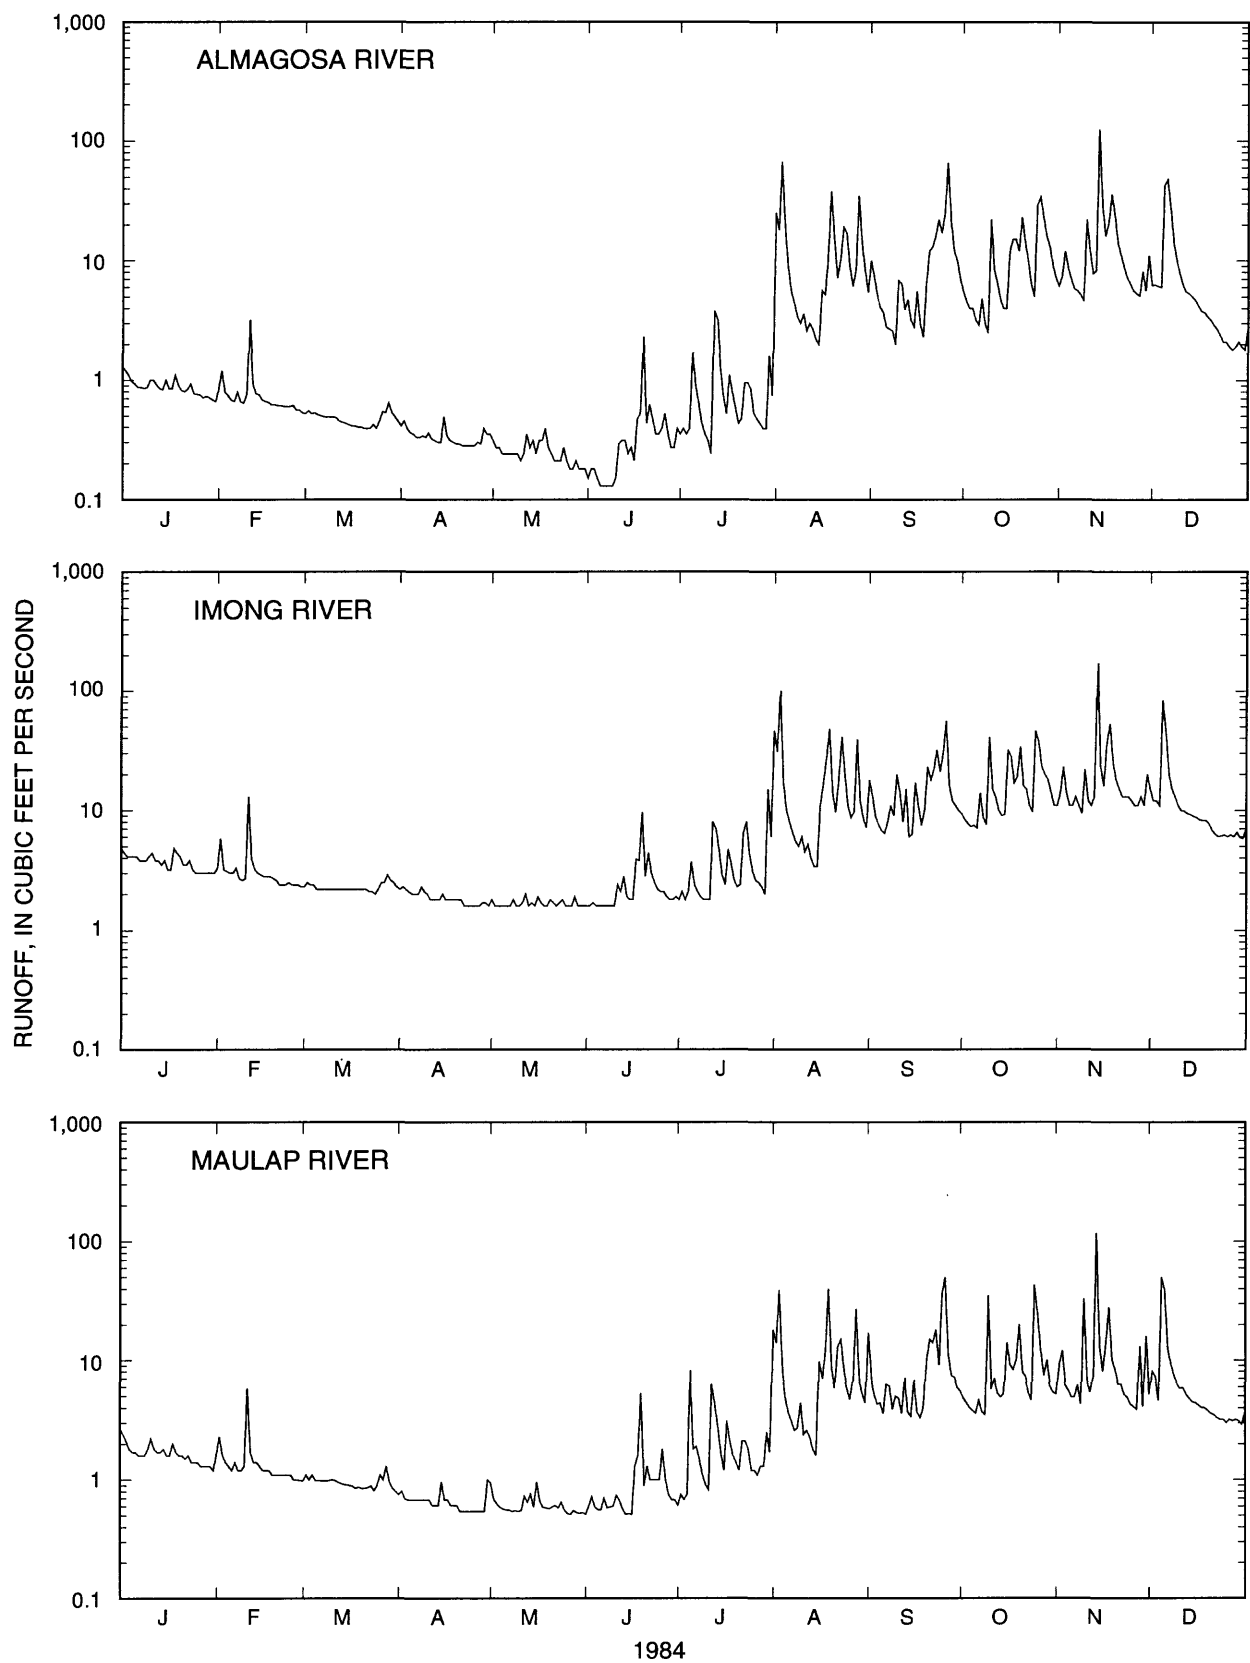 1,000
ALMAGOSA RIVER
100
10
1
0.1
J F M A M J J A S O N D
1,000
IMONG RIVER
100
10
1
0.1
J F M A M J J A S O N D
RUNOFF, IN CUBIC FEET PER SECOND
1,000
MAULAP RIVER
100
10
1
0.1
J F M A M J J A S O N D
1984